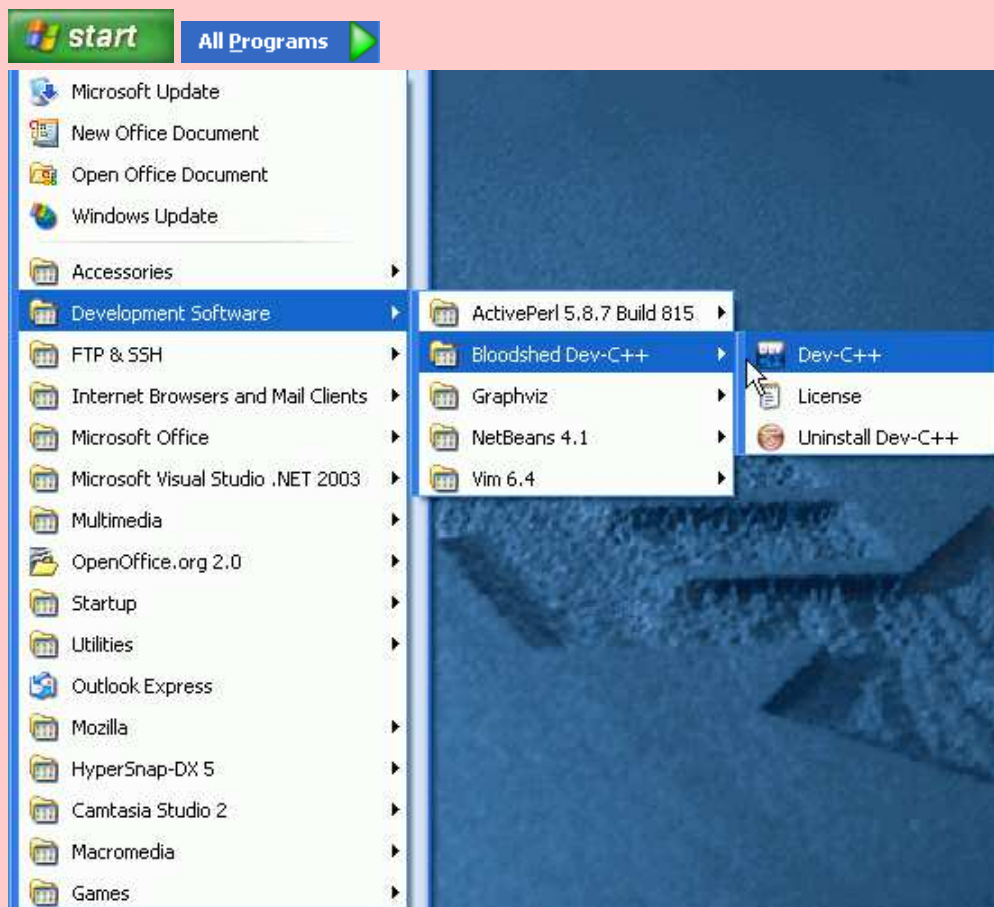 start
All Programs
Microsoft Update
New Office Document
Open Office Document
Windows Update
Accessories
Development Software
FTP & SSH
Internet Browsers and Mail Clients
Microsoft Office
Microsoft Visual Studio .NET 2003
Multimedia
OpenOffice.org 2.0
Startup
Utilities
Outlook Express
Mozilla
HyperSnap-DX 5
Camtasia Studio 2
Macromedia
Games
ActivePerl 5.8.7 Build 815
Bloodshed Dev-C++
Graphviz
NetBeans 4.1
Vim 6.4
Dev-C++
License
Uninstall Dev-C++